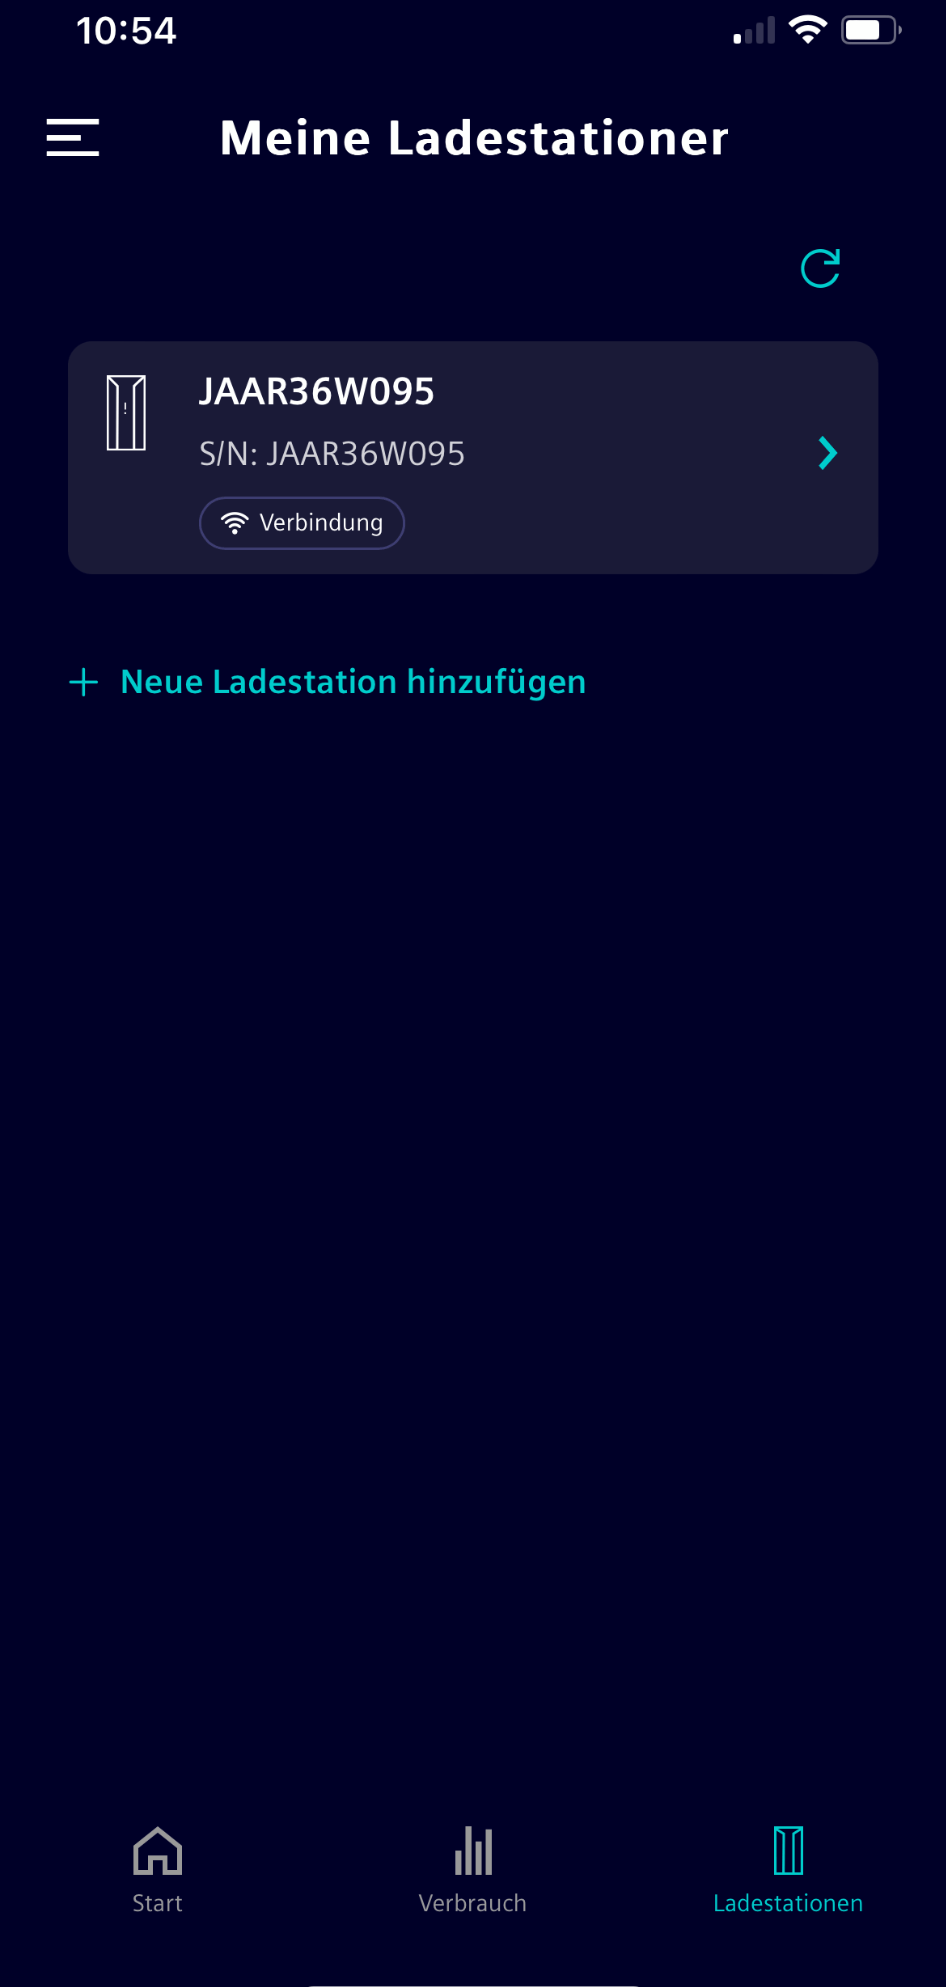 10:54
Meine Ladestationer
JAAR36W095
S/N: JAAR36W095
Verbindung
Neue Ladestation hinzufügen
Start
Verbrauch
Ladestationen